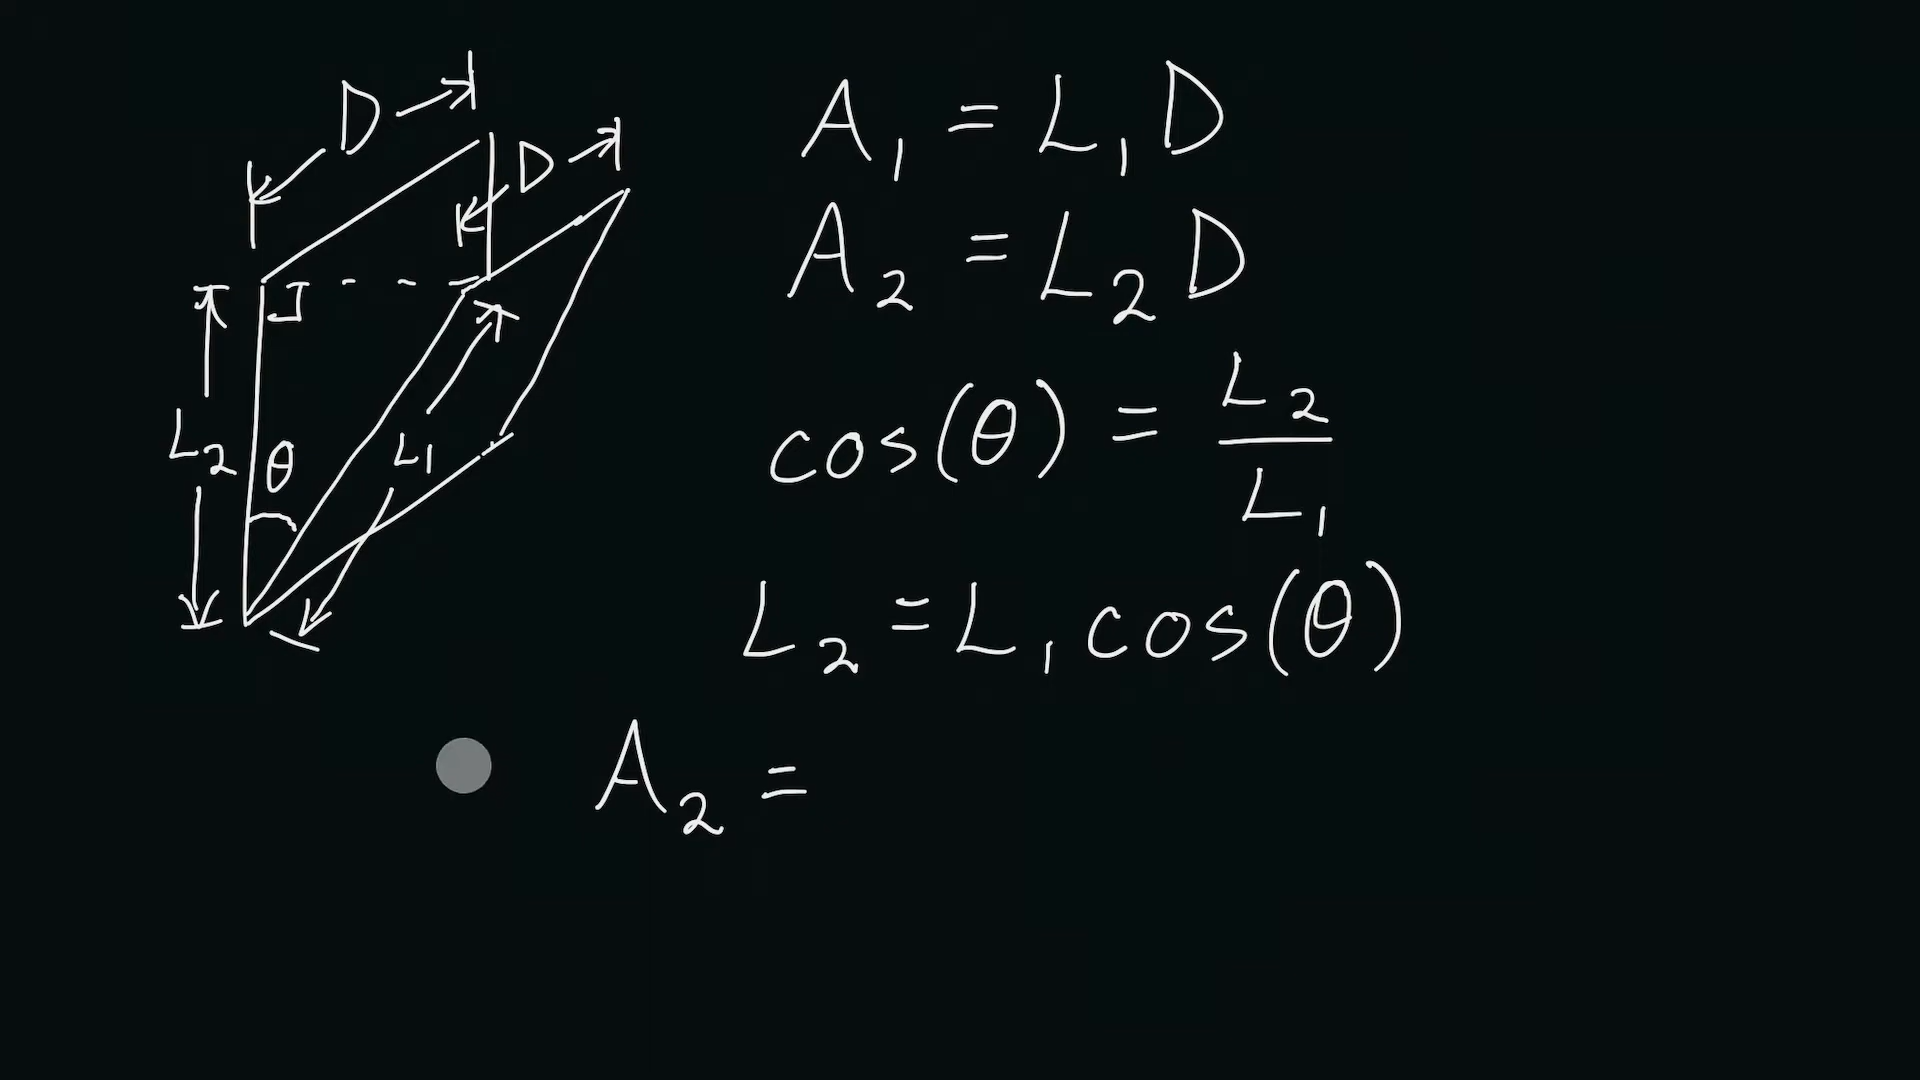 D
D
L₂
θ
L₁
A₁ = L₁D
A₂ = L₂D
cos(θ) = L₂/L₁
L₂ = L₁cos(θ)
A₂ =